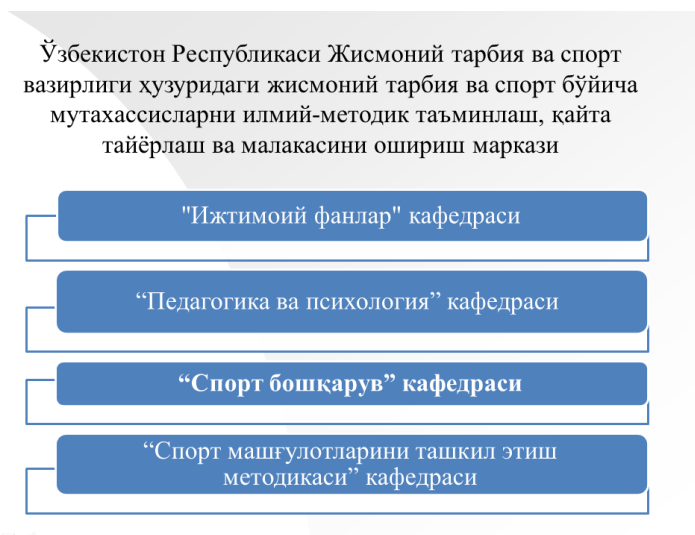 Ўзбекистон Республикаси Жисмоний тарбия ва спорт
вазирлиги ҳузуридаги жисмоний тарбия ва спорт бўйича
мутахассисларни илмий-методик таъминлаш, қайта
тайёрлаш ва малакасини ошириш маркази
"Ижтимоий фанлар" кафедраси
“Педагогика ва психология” кафедраси
“Спорт бошқарув” кафедраси
“Спорт машғулотларини ташкил этиш
методикаси” кафедраси